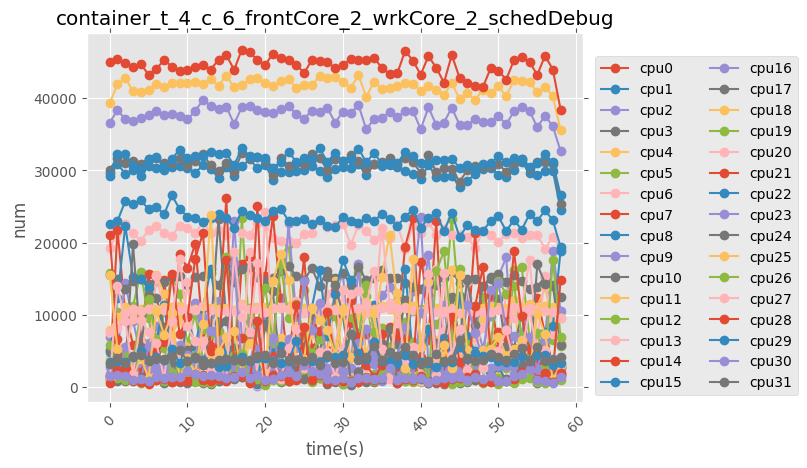 container_t_4_c_6_frontCore_2_wrkCore_2_schedDebug
num
40000
30000
20000
10000
0
0
10
20
30
40
50
60
time(s)
cpu0
cpu1
cpu2
cpu3
cpu4
cpu5
cpu6
cpu7
cpu8
cpu9
cpu10
cpu11
cpu12
cpu13
cpu14
cpu15
cpu16
cpu17
cpu18
cpu19
cpu20
cpu21
cpu22
cpu23
cpu24
cpu25
cpu26
cpu27
cpu28
cpu29
cpu30
cpu31